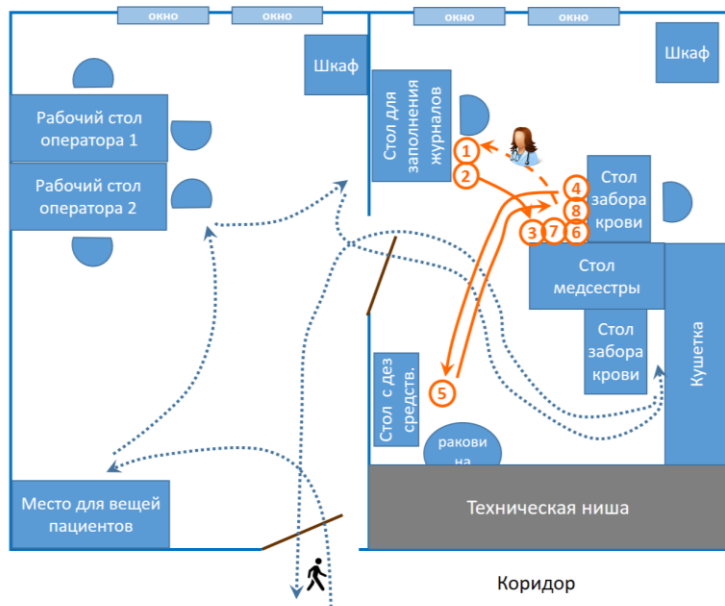 окно
окно
окно
окно
Шкаф
Шкаф
Рабочий стол
оператора 1
Рабочий стол
оператора 2
Стол для
заполнения
журналов
1
2
3
7
6
4
8
Стол
забора
крови
Стол
медсестры
Стол
забора
крови
Кушетка
Стол с дез
средств.
5
ракови
на
Место для вещей
пациентов
Техническая ниша
Коридор